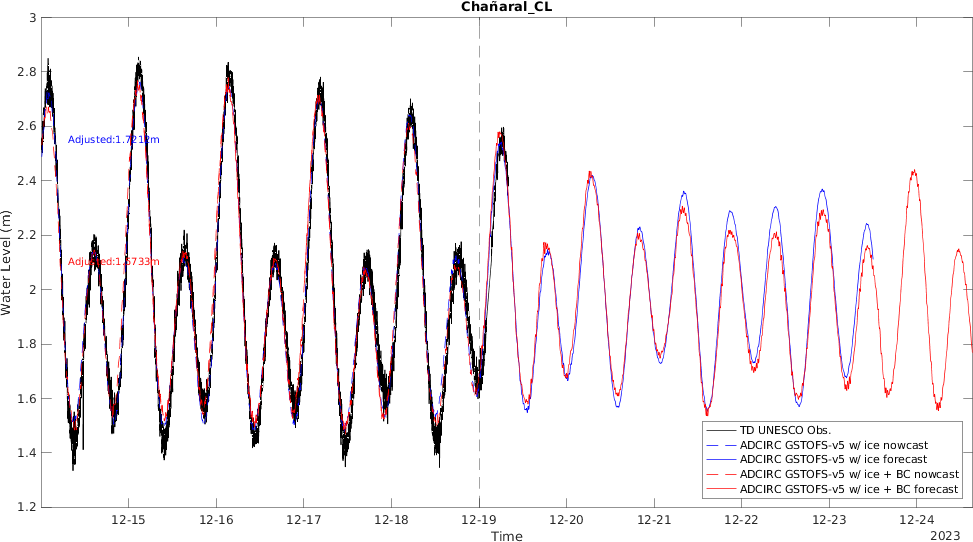 Chañaral_CL
3
2.8
2.6
2.4
2.2
2
1.8
1.6
1.4
1.2
Water Level (m)
Adjusted:1.7212m
Adjusted:1.6733m
TD UNESCO Obs.
ADCIRC GSTOFS-v5 w/ ice nowcast
ADCIRC GSTOFS-v5 w/ ice forecast
ADCIRC GSTOFS-v5 w/ ice + BC nowcast
ADCIRC GSTOFS-v5 w/ ice + BC forecast
12-15 12-16 12-17 12-18 12-19 12-20 12-21 12-22 12-23 12-24
Time
2023